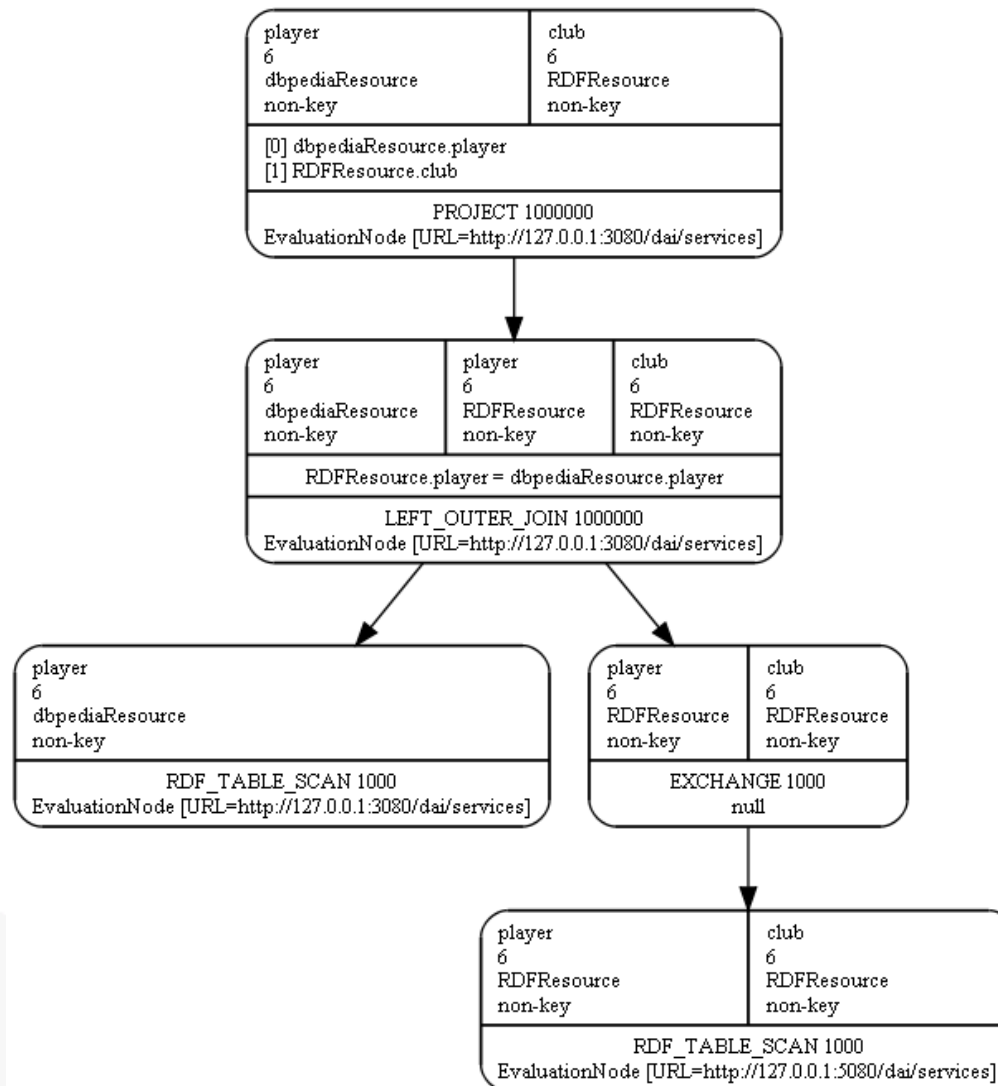 player
6
dbpediaResource
non-key
club
6
RDFResource
non-key
[0] dbpediaResource.player
[1] RDFResource.club
PROJECT 1000000
EvaluationNode [URL=http://127.0.0.1:3080/dai/services]
player
6
dbpediaResource
non-key
player
6
RDFResource
non-key
club
6
RDFResource
non-key
RDFResource.player = dbpediaResource.player
LEFT_OUTER_JOIN 1000000
EvaluationNode [URL=http://127.0.0.1:3080/dai/services]
player
6
dbpediaResource
non-key
RDF_TABLE_SCAN 1000
EvaluationNode [URL=http://127.0.0.1:3080/dai/services]
player
6
RDFResource
non-key
club
6
RDFResource
non-key
EXCHANGE 1000
null
player
6
RDFResource
non-key
club
6
RDFResource
non-key
RDF_TABLE_SCAN 1000
EvaluationNode [URL=http://127.0.0.1:5080/dai/services]